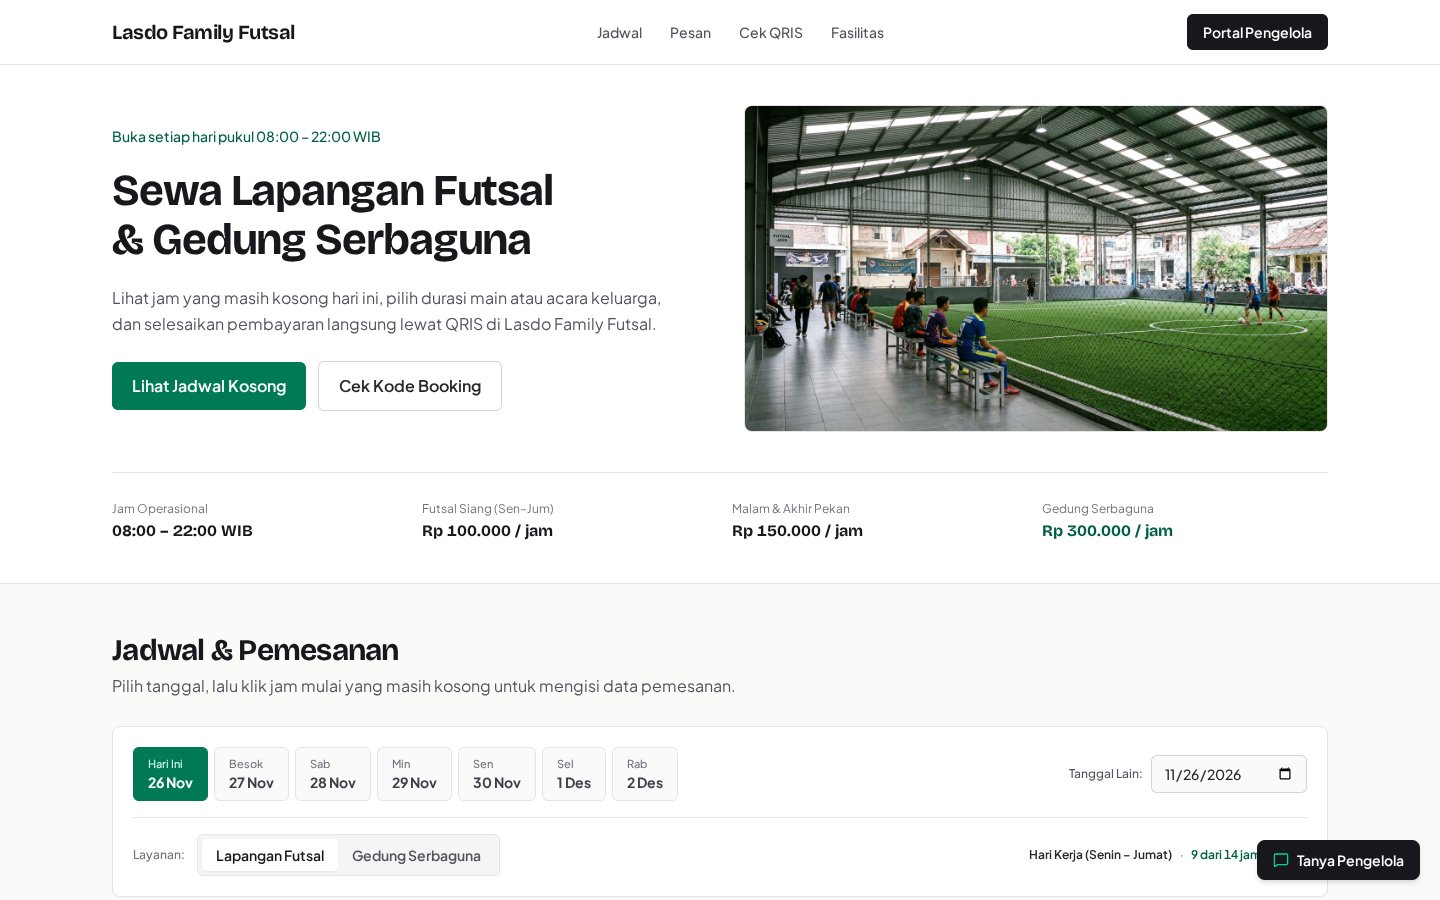 Lasdo Family Futsal
Jadwal
Pesan
Cek QRIS
Fasilitas
Portal Pengelola
Buka setiap hari pukul 08:00 – 22:00 WIB
Sewa Lapangan Futsal
& Gedung Serbaguna
Lihat jam yang masih kosong hari ini, pilih durasi main atau acara keluarga,
dan selesaikan pembayaran langsung lewat QRIS di Lasdo Family Futsal.
Lihat Jadwal Kosong
Cek Kode Booking
Jam Operasional
08:00 – 22:00 WIB
Futsal Siang (Sen–Jum)
Rp 100.000 / jam
Malam & Akhir Pekan
Rp 150.000 / jam
Gedung Serbaguna
Rp 300.000 / jam
Jadwal & Pemesanan
Pilih tanggal, lalu klik jam mulai yang masih kosong untuk mengisi data pemesanan.
Hari Ini
26 Nov
Besok
27 Nov
Sab
28 Nov
Min
29 Nov
Sen
30 Nov
Sel
1 Des
Rab
2 Des
Tanggal Lain:
11/26/2026
Layanan:
Lapangan Futsal
Gedung Serbaguna
Hari Kerja (Senin – Jumat) · 9 dari 14 jam
Tanya Pengelola